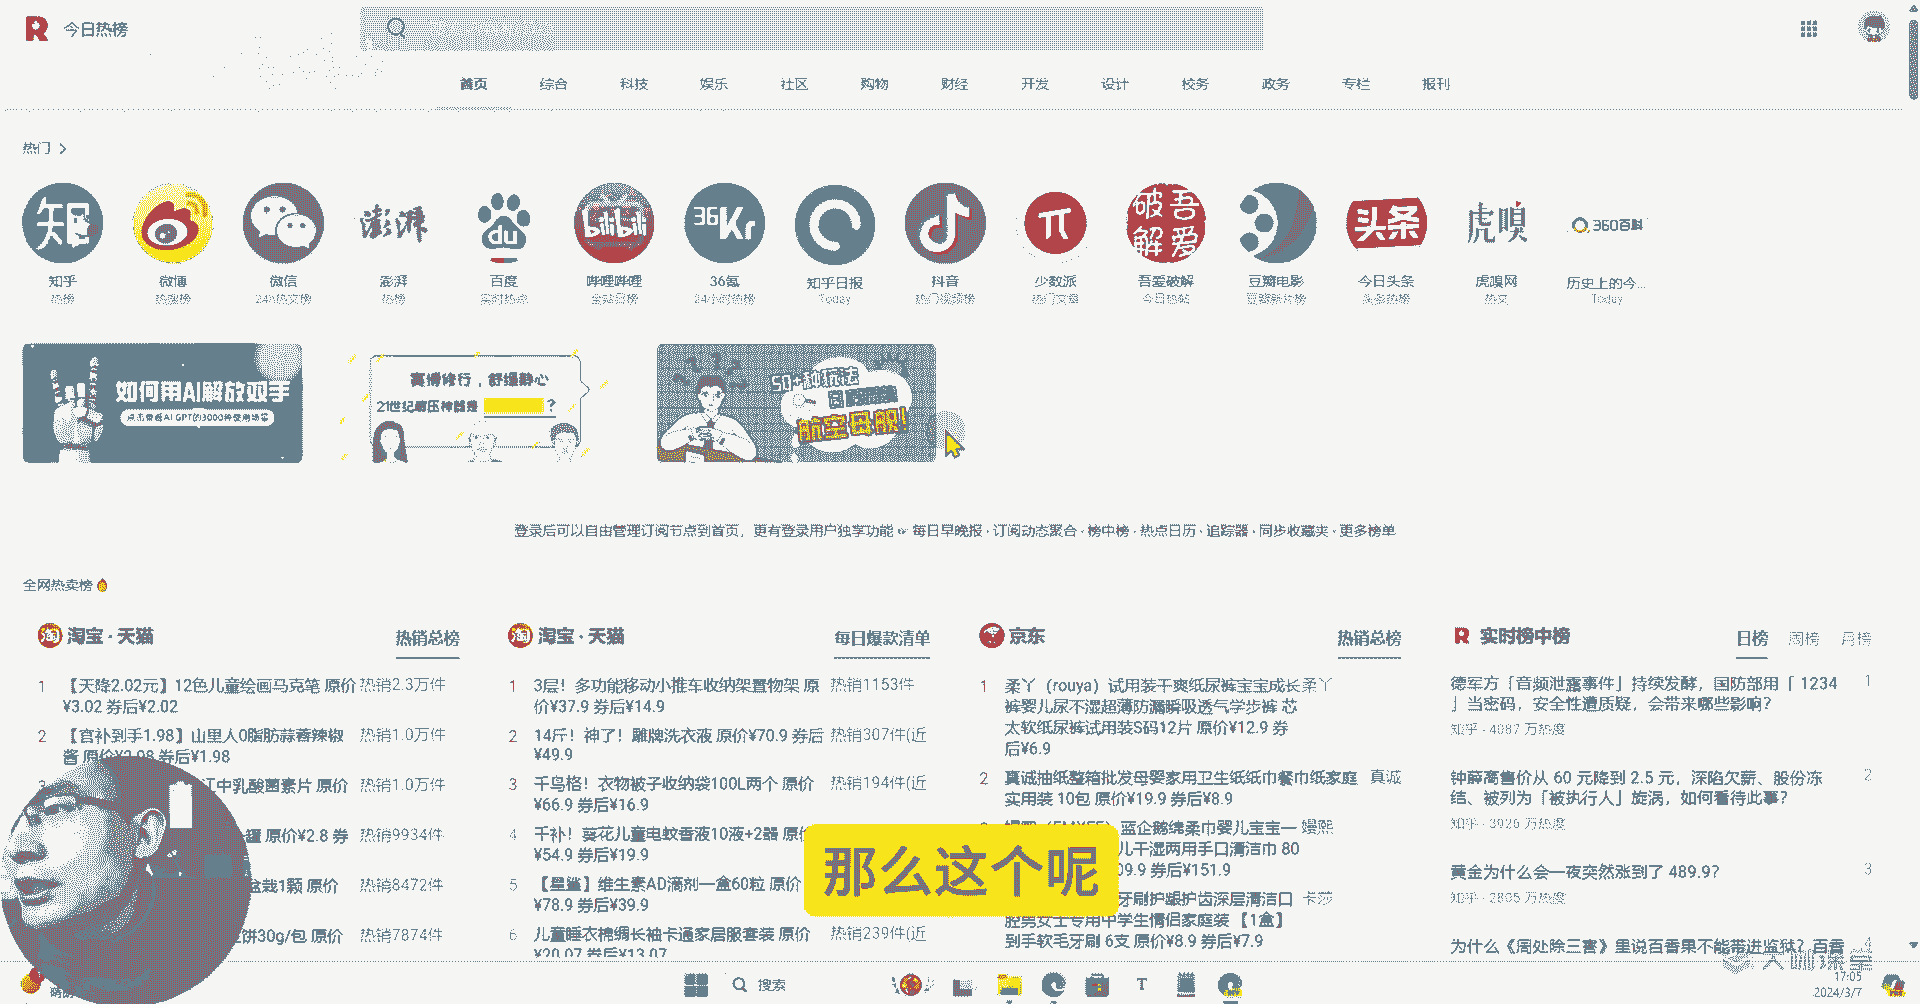 今日热榜
首页 综合 科技 娱乐 社区 购物 财经 开发 设计 校务 政务 专栏 报刊
热门
知 澎湃 du bilibili 36Kr 破解 吾爱 头条 虎嗅 360百科
知乎 微博 微信 澎湃 百度 哔哩哔哩 36氪 知乎日报 抖音 少数派 吾爱破解 豆瓣电影 今日头条 虎嗅网 历史上的今...
热榜 热搜榜 24h热文榜 热榜 实时热点 全站日榜 24小时热榜 Today 热门视频榜 热门文章 今日热帖 豆瓣新片榜 头条热榜 热文 Today
如何用AI解放双手
点击查看AI GPT的3000种使用场景
赛博修行，舒缓静心
21世纪解压神器是 ？
50+种玩法
航空母舰！
登录后可以自由管理订阅节点到首页，更有登录用户独享功能 ☞ 每日早晚报 · 订阅动态聚合 · 榜中榜 · 热点日历 · 追踪器 · 同步收藏夹 · 更多榜单
全网热卖榜
淘宝 · 天猫 热销总榜
1 【天降2.02元】12色儿童绘画马克笔 原价 热销2.3万件
¥3.02 券后¥2.02
2 【官补到手1.98】山里人0脂肪蒜蓉辣椒 热销1.0万件
酱 原价¥3.98 券后¥1.98
江中乳酸菌素片 原价 热销1.0万件
原价¥2.8 券 热销9934件
盆栽1颗 原价 热销8472件
饼30g/包 原价 热销7874件
淘宝 · 天猫 每日爆款清单
1 3层！多功能移动小推车收纳架置物架 原 热销1153件
价¥37.9 券后¥14.9
2 14斤！神了！雕牌洗衣液 原价¥70.9 券后 热销307件(近
¥49.9
3 千鸟格！衣物被子收纳袋100L两个 原价 热销194件(近
¥66.9 券后¥16.9
4 千补！葵花儿童电蚊香液10液+2器 原价
¥54.9 券后¥19.9
5 【星鲨】维生素AD滴剂一盒60粒 原价
¥78.9 券后¥39.9
6 儿童睡衣棉绸长袖卡通家居服套装 原价 热销239件(近
¥20.07 券后¥13.07
京东 热销总榜
1 柔丫（rouya）试用装干爽纸尿裤宝宝成长 柔丫
裤婴儿尿不湿超薄防漏瞬吸透气学步裤 芯
太软纸尿裤试用装S码12片 原价¥12.9 券
后¥6.9
2 真诚抽纸整箱批发母婴家用卫生纸纸巾餐巾纸家庭 真诚
实用装 10包 原价¥19.9 券后¥8.9
嫚熙（EMXEE）蓝企鹅绵柔巾婴儿宝宝一 嫚熙
儿干湿两用手口清洁巾 80
09.9 券后¥151.9
牙刷护龈护齿深层清洁口 卡莎
腔男女士专用中学生情侣家庭装 【1盒】
到手软毛牙刷 6支 原价¥8.9 券后¥7.9
实时榜中榜 日榜 周榜 月榜
德军方「音频泄露事件」持续发酵，国防部用「 1234 1
」当密码，安全性遭质疑，会带来哪些影响？
知乎 · 4087 万热度
钟薛高售价从 60 元降到 2.5 元，深陷欠薪、股份冻 2
结、被列为「被执行人」旋涡，如何看待此事？
知乎 · 3926 万热度
黄金为什么会一夜突然涨到了 489.9？ 3
知乎 · 2805 万热度
为什么《周处除三害》里说百香果不能带进监狱？百香 4
那么这个呢
搜索
17:05
2024/3/7